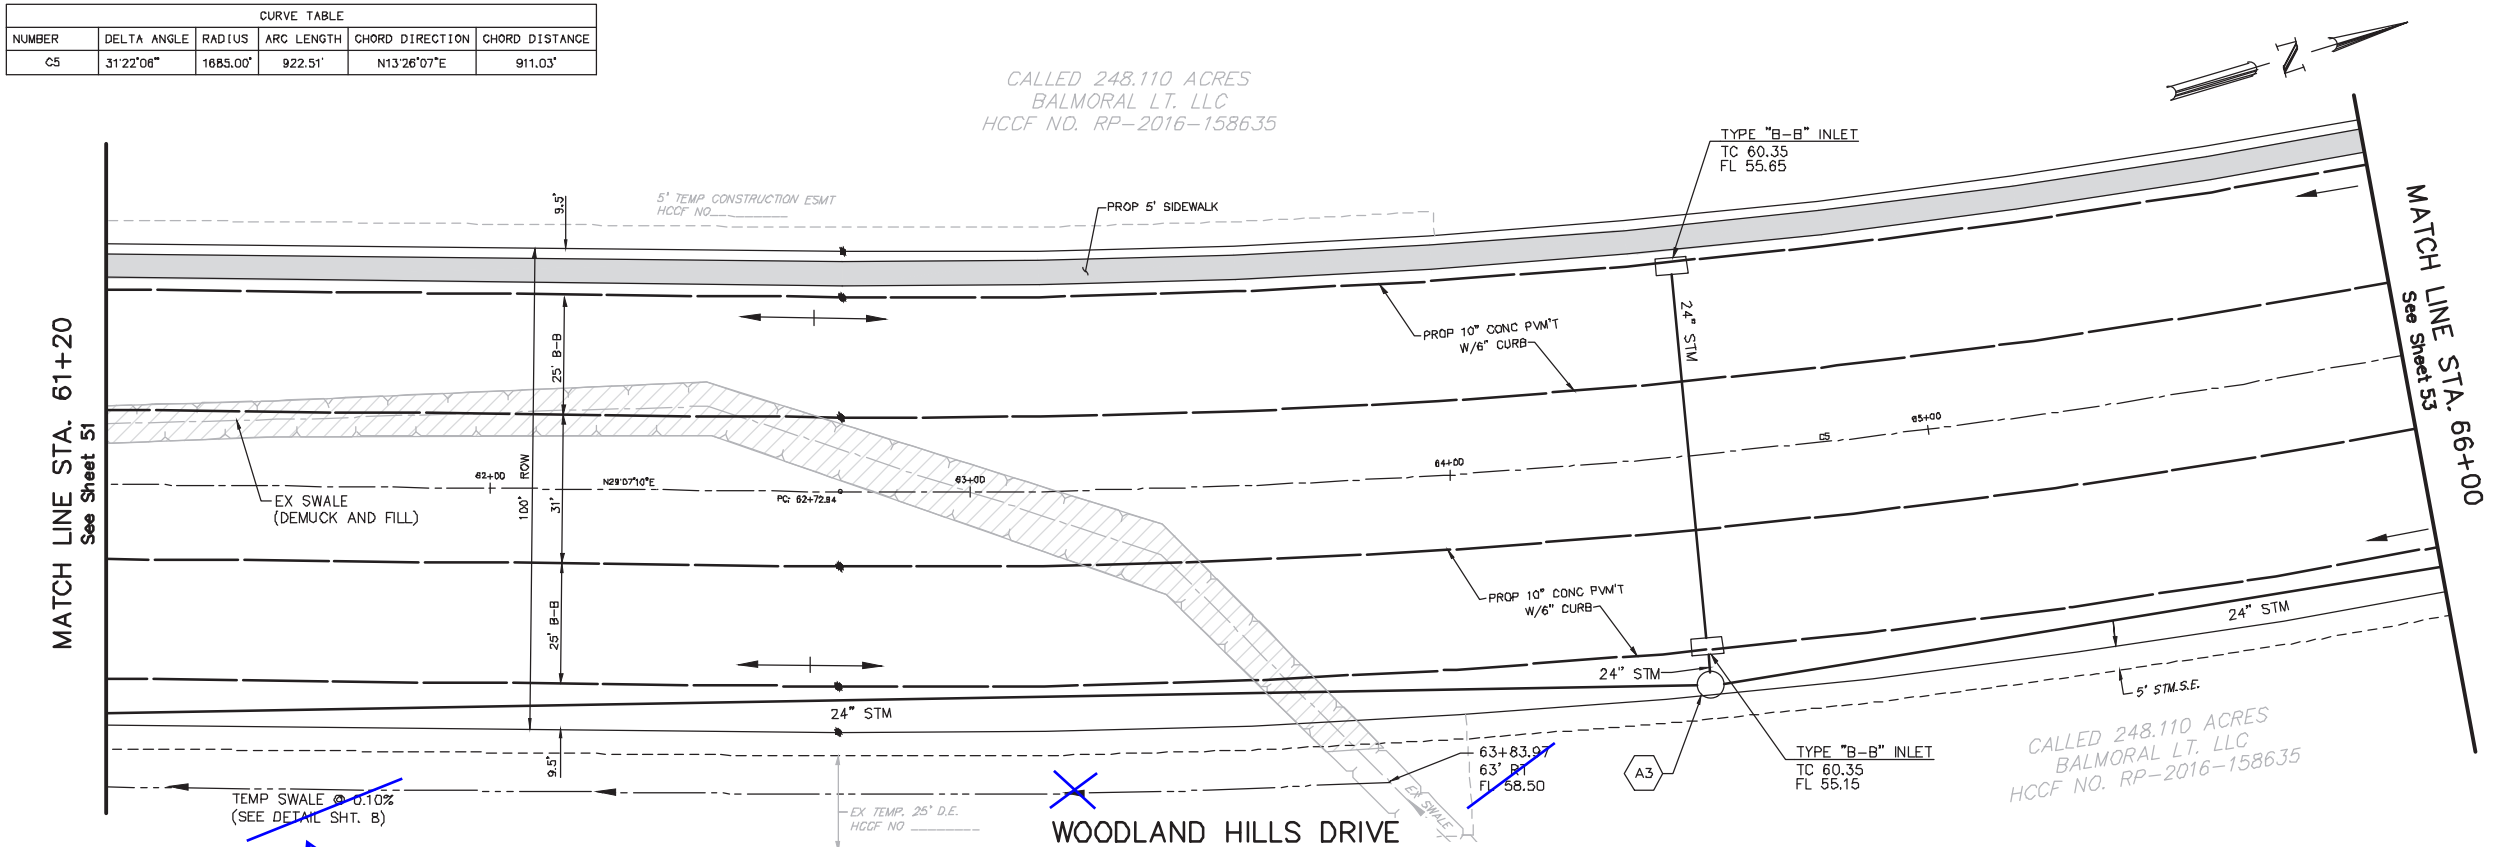 CURVE TABLE
NUMBER DELTA ANGLE RADIUS ARC LENGTH CHORD DIRECTION CHORD DISTANCE
C5 31°22'06" 1685.00' 922.51' N13°26'07"E 911.03'
CALLED 248.110 ACRES
BALMORAL LT. LLC
HCCF NO. RP-2016-158635
N
TYPE "B-B" INLET
TC 60.35
FL 55.65
5' TEMP CONSTRUCTION ESMT
HCCF NO.________
9.5'
PROP 5' SIDEWALK
MATCH LINE STA. 61+20
See Sheet 51
MATCH LINE STA. 66+00
See Sheet 53
25' B-B
24" STM
PROP 10" CONC PVM'T
W/6" CURB
65+00
C5
64+00
63+00
62+00
N29°07'10"E
PC: 62+72.94
100' ROW
31'
EX SWALE
(DEMUCK AND FILL)
PROP 10" CONC PVM'T
W/6" CURB
25' B-B
24" STM
24" STM
24" STM
5' STM.S.E.
9.5'
63+83.97
63' RT
FL 58.50
A3
TYPE "B-B" INLET
TC 60.35
FL 55.15
CALLED 248.110 ACRES
BALMORAL LT. LLC
HCCF NO. RP-2016-158635
TEMP SWALE @ 0.10%
(SEE DETAIL SHT. B)
EX TEMP. 25' D.E.
HCCF NO ________
EX SWALE
WOODLAND HILLS DRIVE